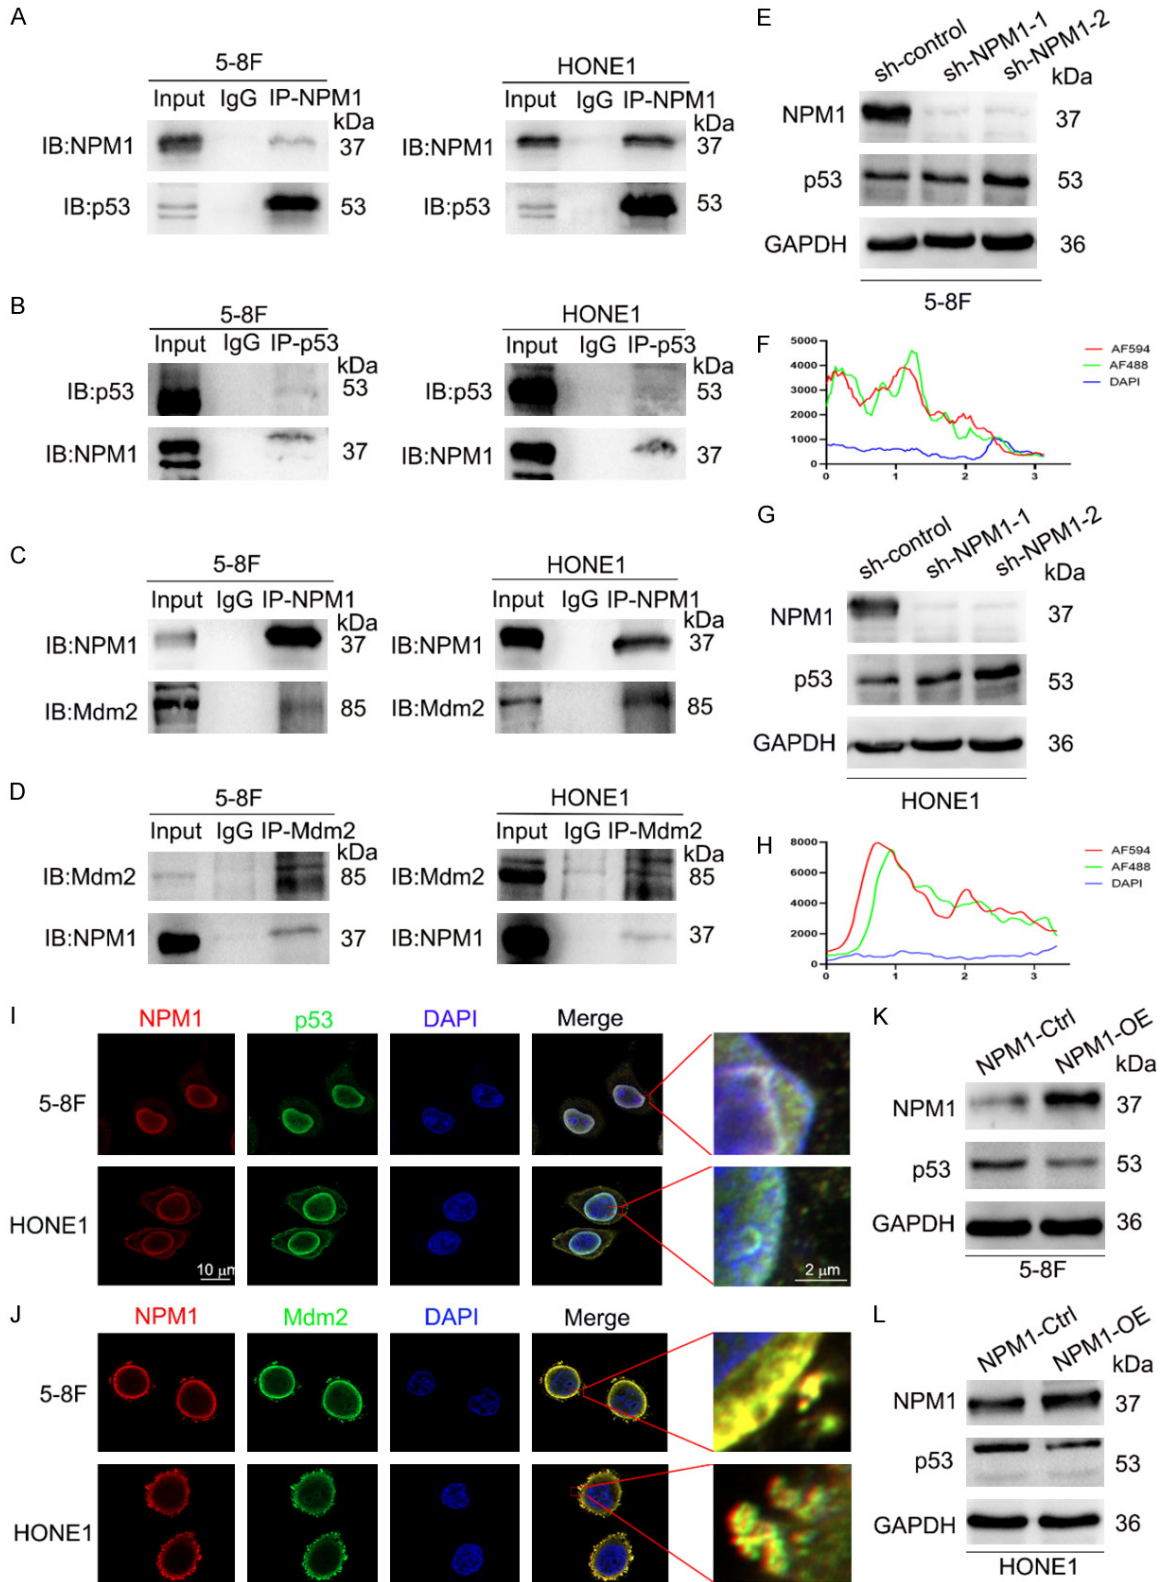 A
5-8F
Input IgG IP-NPM1
kDa
IB:NPM1 37
IB:p53 53
HONE1
Input IgG IP-NPM1
kDa
IB:NPM1 37
IB:p53 53
B
5-8F
Input IgG IP-p53
kDa
IB:p53 53
IB:NPM1 37
HONE1
Input IgG IP-p53
kDa
IB:p53 53
IB:NPM1 37
C
5-8F
Input IgG IP-NPM1
kDa
IB:NPM1 37
IB:Mdm2 85
HONE1
Input IgG IP-NPM1
kDa
IB:NPM1 37
IB:Mdm2 85
D
5-8F
Input IgG IP-Mdm2
kDa
IB:Mdm2 85
IB:NPM1 37
HONE1
Input IgG IP-Mdm2
kDa
IB:Mdm2 85
IB:NPM1 37
E
sh-control sh-NPM1-1 sh-NPM1-2
kDa
NPM1 37
p53 53
GAPDH 36
5-8F
F
5000
4000
3000
2000
1000
0
0 1 2 3
AF594
AF488
DAPI
G
sh-control sh-NPM1-1 sh-NPM1-2
kDa
NPM1 37
p53 53
GAPDH 36
HONE1
H
8000
6000
4000
2000
0
0 1 2 3
AF594
AF488
DAPI
I
NPM1 p53 DAPI Merge
5-8F
HONE1
10 μm
2 μm
J
NPM1 Mdm2 DAPI Merge
5-8F
HONE1
K
NPM1-Ctrl NPM1-OE
kDa
NPM1 37
p53 53
GAPDH 36
5-8F
L
NPM1-Ctrl NPM1-OE
kDa
NPM1 37
p53 53
GAPDH 36
HONE1